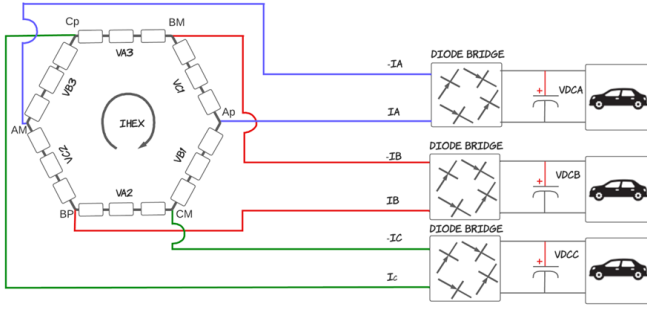 Cp
BM
VA3
VB3
VC1
AM
IHEX
Ap
VC2
VB1
BP
VA2
CM
DIODE BRIDGE
-IA
IA
+
VDCA
DIODE BRIDGE
-IB
IB
+
VDCB
DIODE BRIDGE
-IC
Ic
+
VDCC